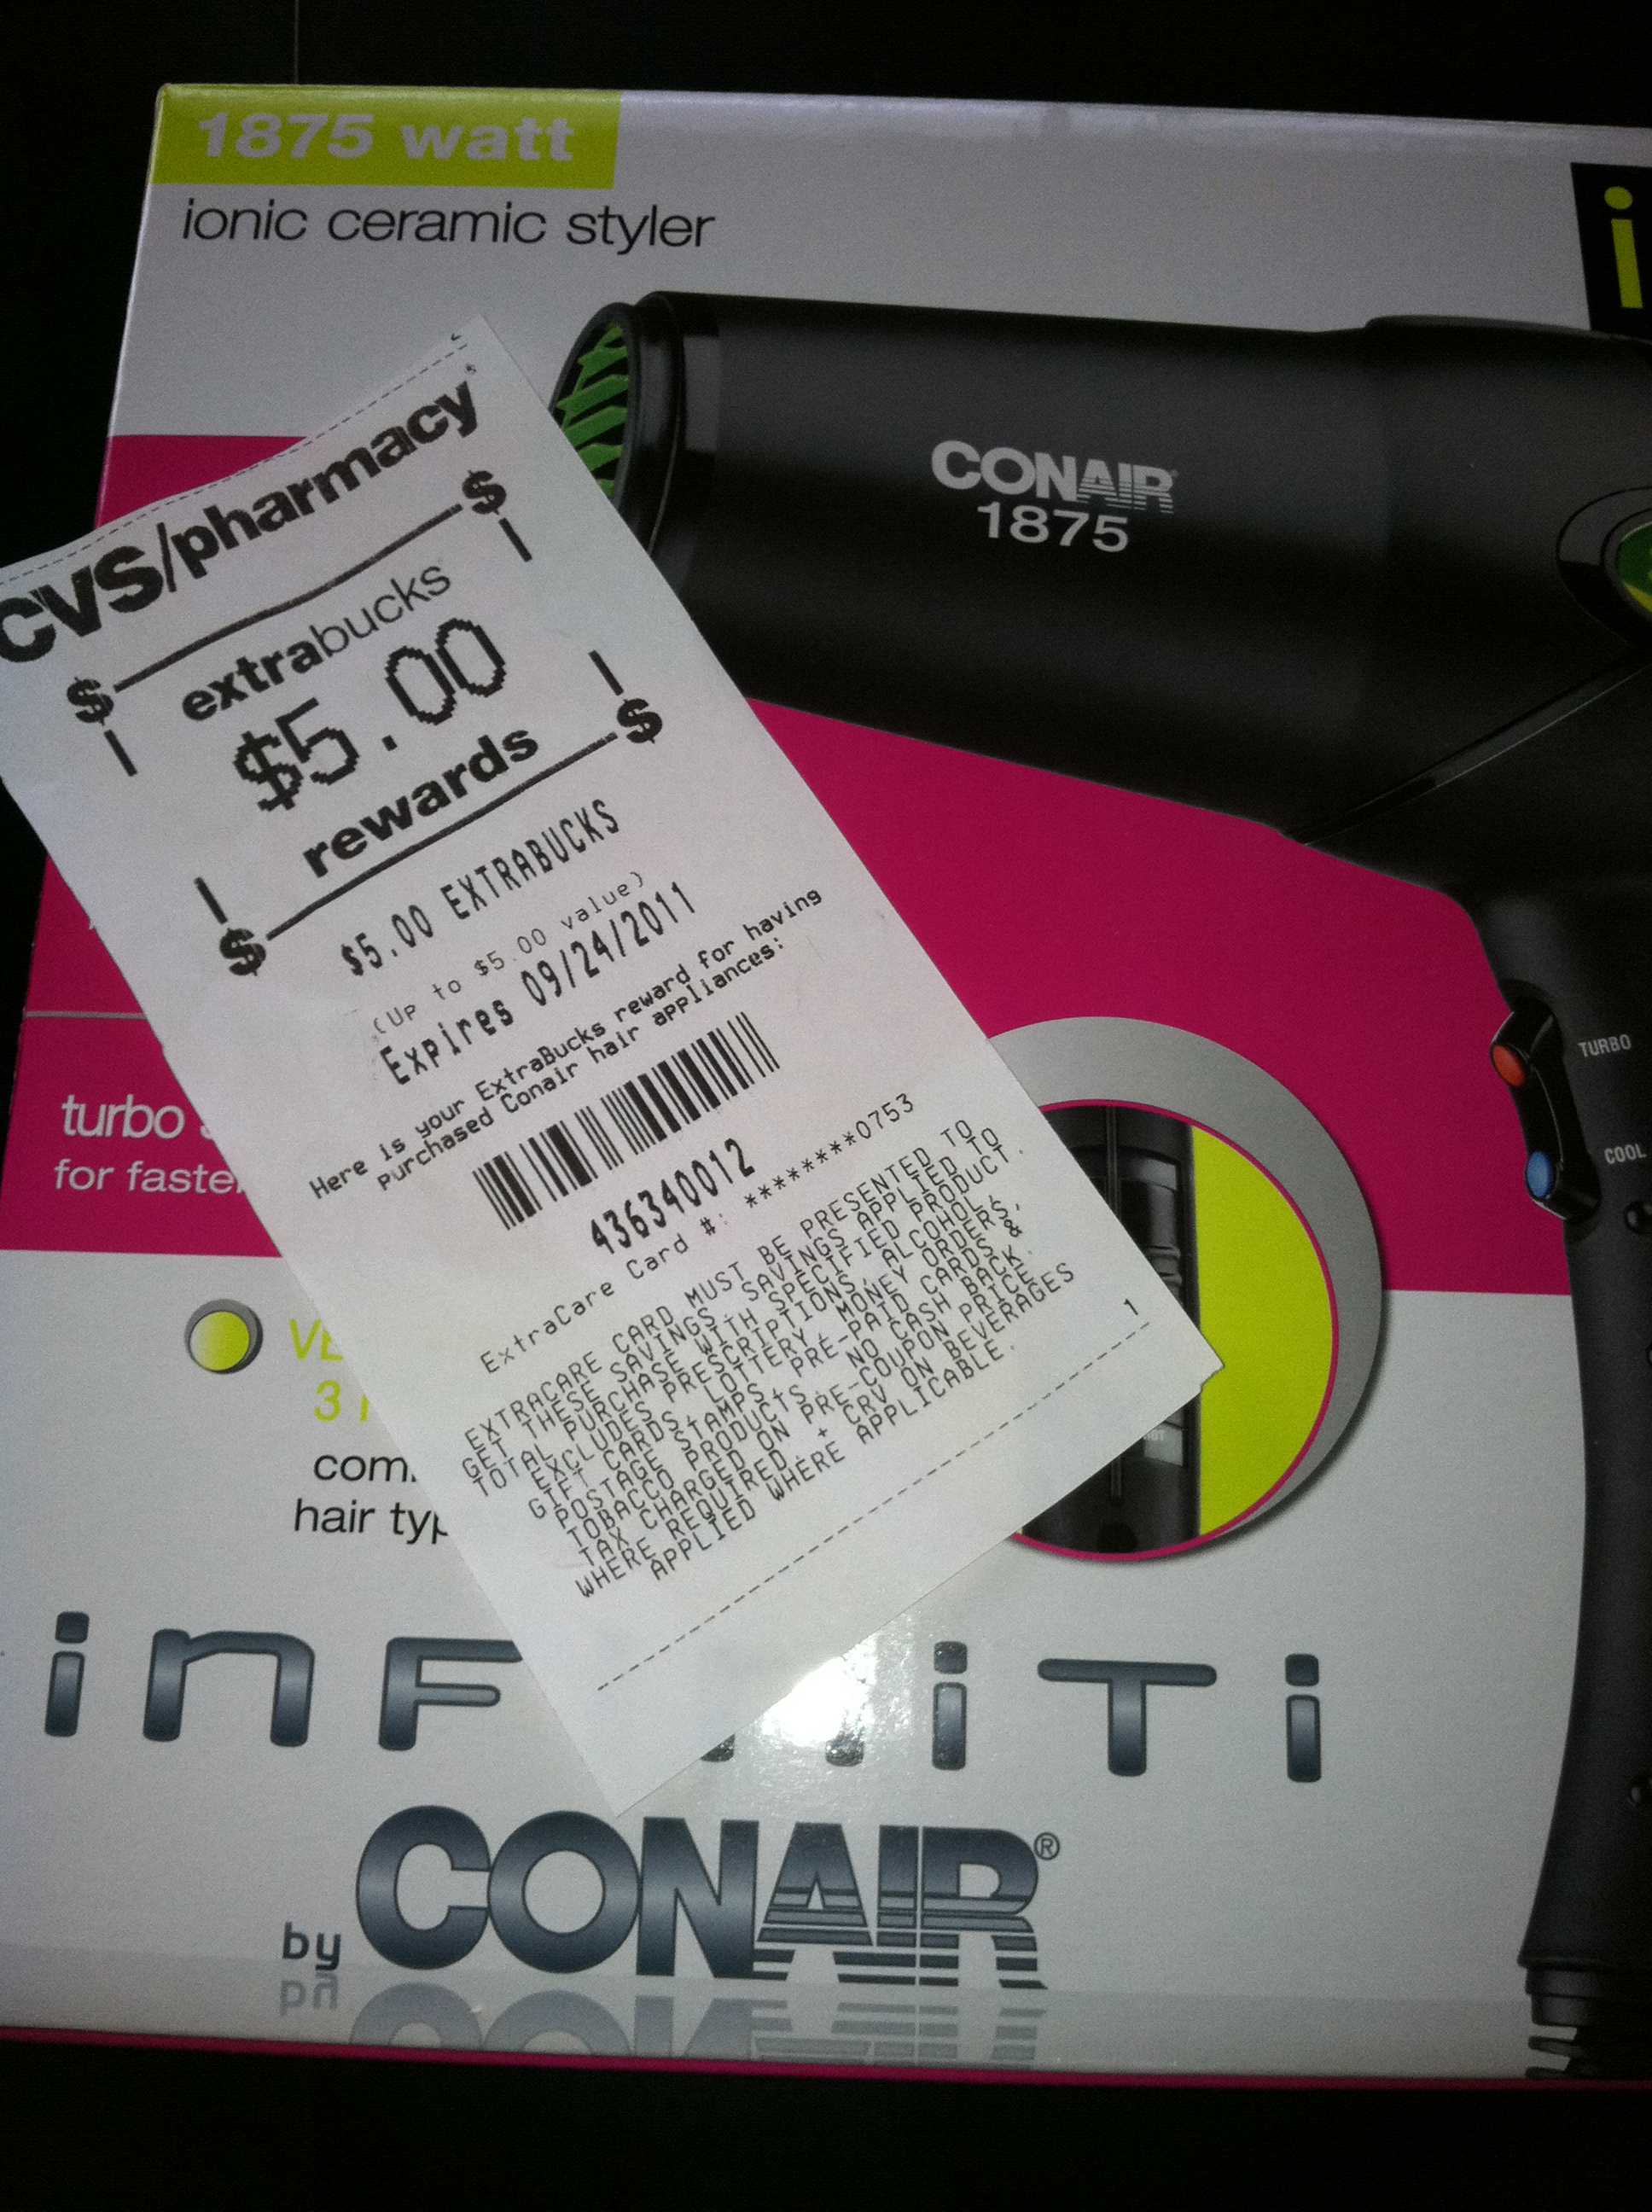 1875 watt
ionic ceramic styler
i
CONAIR
1875
CVS/pharmacy
$ $
extrabucks
$5.00
rewards
$ $
$5.00 EXTRABUCKS
(Up to $5.00 value)
Expires 09/24/2011
Here is your ExtraBucks reward for having
purchased Conair hair appliances:
436340012
ExtraCare Card #: ********0753
EXTRACARE CARD MUST BE PRESENTED TO
GET THESE SAVINGS. SAVINGS APPLIED TO
TOTAL PURCHASE WITH SPECIFIED PRODUCT.
EXCLUDES PRESCRIPTIONS, ALCOHOL,
GIFT CARDS, LOTTERY, MONEY ORDERS,
POSTAGE STAMPS, PRE-PAID CARDS &
TOBACCO PRODUCTS. NO CASH BACK.
TAX CHARGED ON PRE-COUPON PRICE
WHERE REQUIRED. + CRV ON BEVERAGES
APPLIED WHERE APPLICABLE.
1
TURBO
COOL
turbo
for faster
3
hair typ
inFiniTi
by CONAIR®